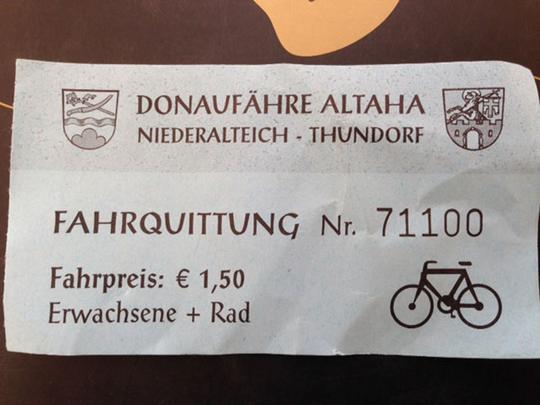 DONAUFÄHRE ALTAHA
NIEDERALTEICH - THUNDORF
FAHRQUITTUNG Nr. 71100
Fahrpreis: € 1,50
Erwachsene + Rad